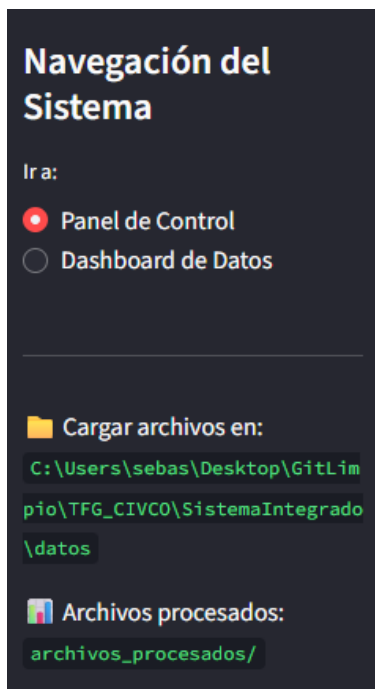 Navegación del
Sistema
Ir a:
Panel de Control
Dashboard de Datos
Cargar archivos en:
C:\Users\sebas\Desktop\GitLim
pio\TFG_CIVCO\SistemaIntegrado
\datos
Archivos procesados:
archivos_procesados/